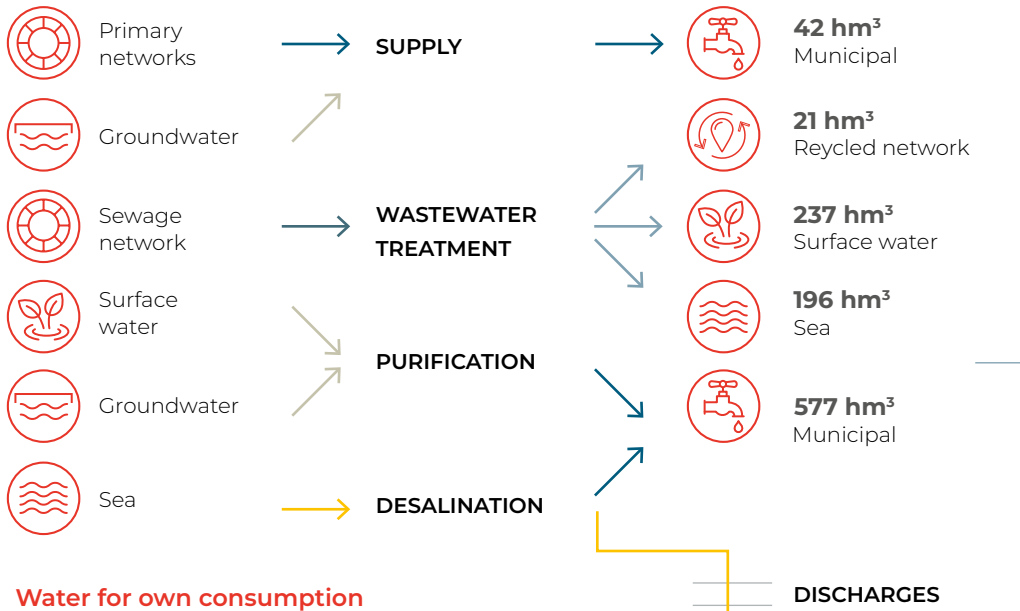 Primary
networks
SUPPLY
42 hm³
Municipal
Groundwater
21 hm³
Reycled network
Sewage
network
WASTEWATER
TREATMENT
237 hm³
Surface water
Surface
water
196 hm³
Sea
PURIFICATION
Groundwater
577 hm³
Municipal
Sea
DESALINATION
Water for own consumption
DISCHARGES